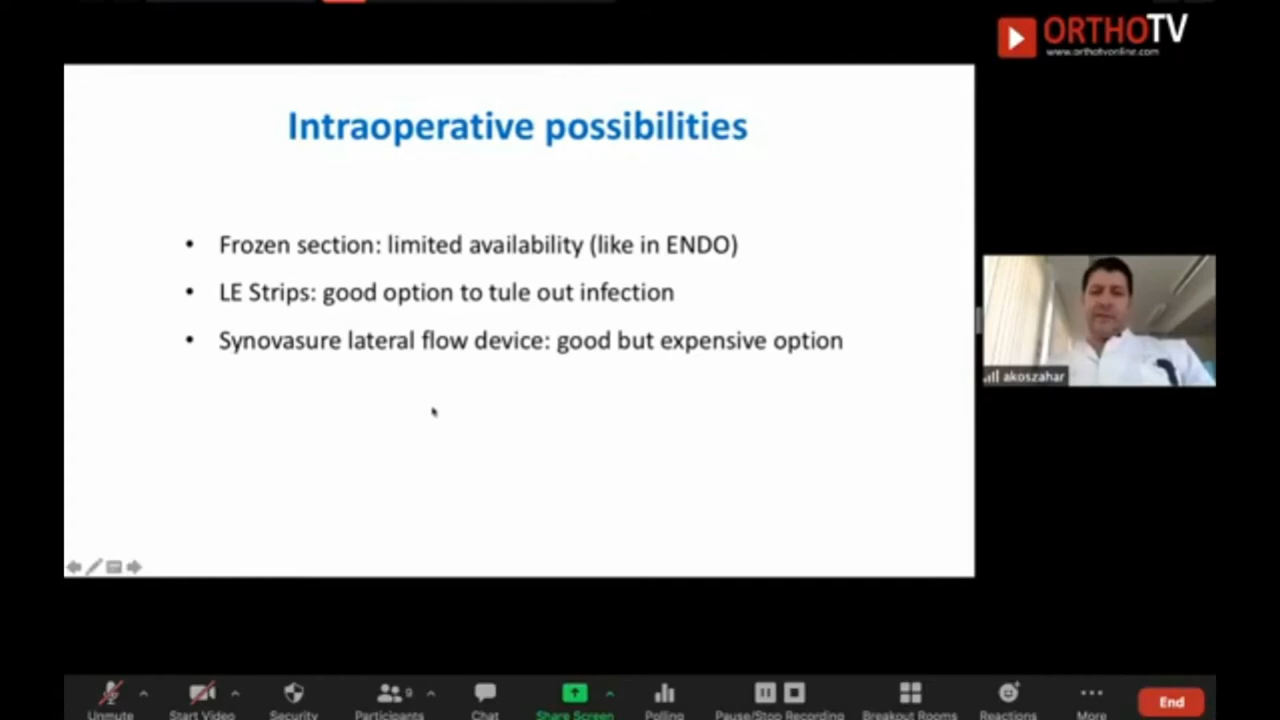 ORTHOTV
www.orthotvonline.com
Intraoperative possibilities
• Frozen section: limited availability (like in ENDO)
• LE Strips: good option to tule out infection
• Synovasure lateral flow device: good but expensive option
akoszahar
9
Unmute
Start Video
Security
Participants
Chat
Share Screen
Polling
Pause/Stop Recording
Breakout Rooms
Reactions
More
End